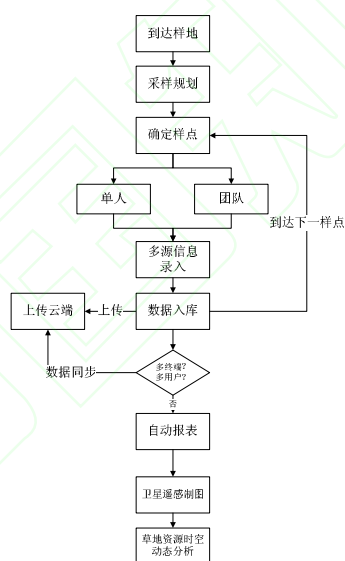 到达样地
采样规划
确定样点
单人
团队
到达下一样点
多源信息
录入
上传云端
上传
数据入库
数据同步
多终端?
多用户?
否
自动报表
卫星遥感制图
草地资源时空
动态分析